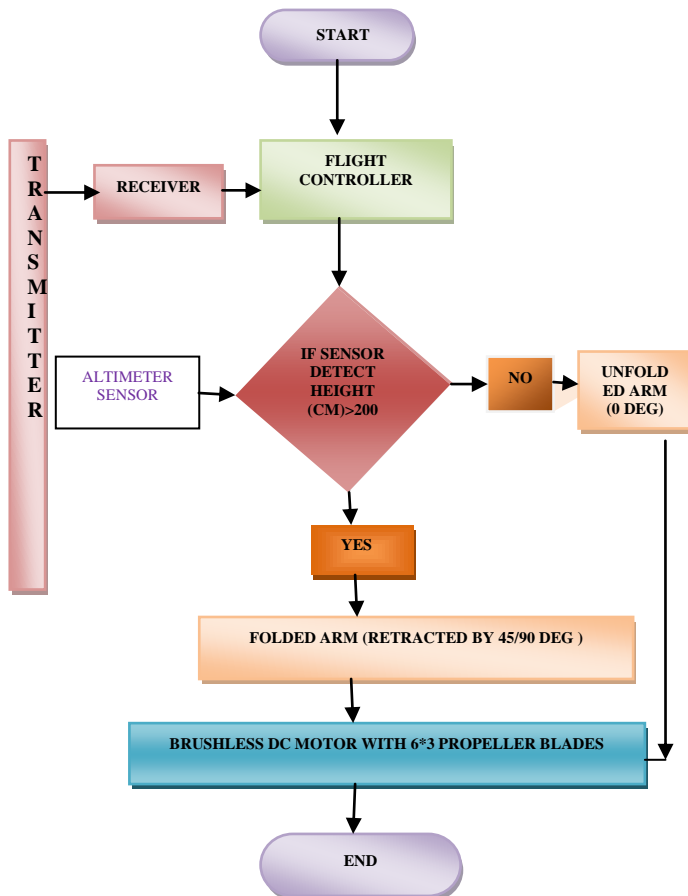 START
T
R
A
N
S
M
I
T
T
E
R
RECEIVER
FLIGHT
CONTROLLER
ALTIMETER
SENSOR
IF SENSOR
DETECT
HEIGHT
(CM)>200
NO
UNFOLD
ED ARM
(0 DEG)
YES
FOLDED ARM (RETRACTED BY 45/90 DEG )
BRUSHLESS DC MOTOR WITH 6*3 PROPELLER BLADES
END